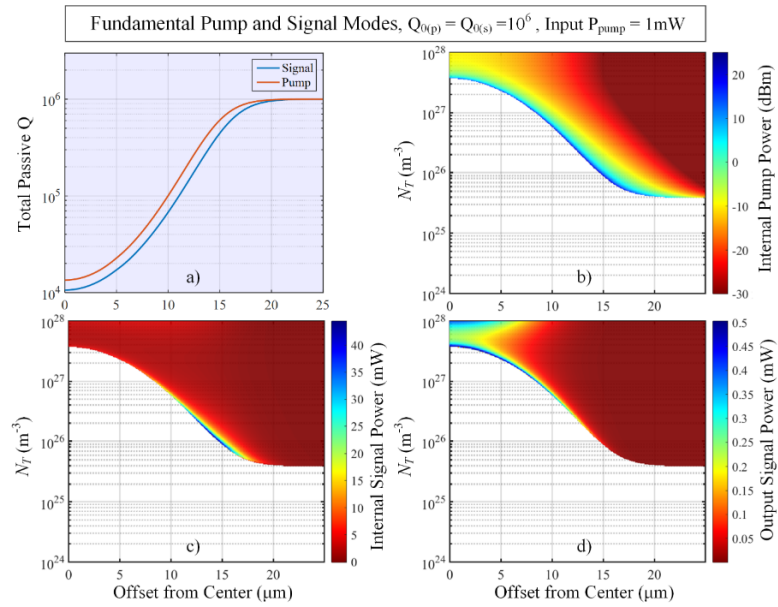 Fundamental Pump and Signal Modes, Q0(p) = Q0(s) =10^6 , Input Ppump = 1mW
Total Passive Q
10^6
10^5
10^4
0 5 10 15 20 25
Signal
Pump
a)
NT (m-3)
10^28
10^27
10^26
10^25
10^24
0 5 10 15 20
b)
Internal Pump Power (dBm)
20
10
0
-10
-20
-30
NT (m-3)
10^28
10^27
10^26
10^25
10^24
0 5 10 15 20
c)
Offset from Center (μm)
Internal Signal Power (mW)
40
35
30
25
20
15
10
5
0
NT (m-3)
10^28
10^27
10^26
10^25
10^24
0 5 10 15 20
d)
Offset from Center (μm)
Output Signal Power (mW)
0.5
0.45
0.4
0.35
0.3
0.25
0.2
0.15
0.1
0.05